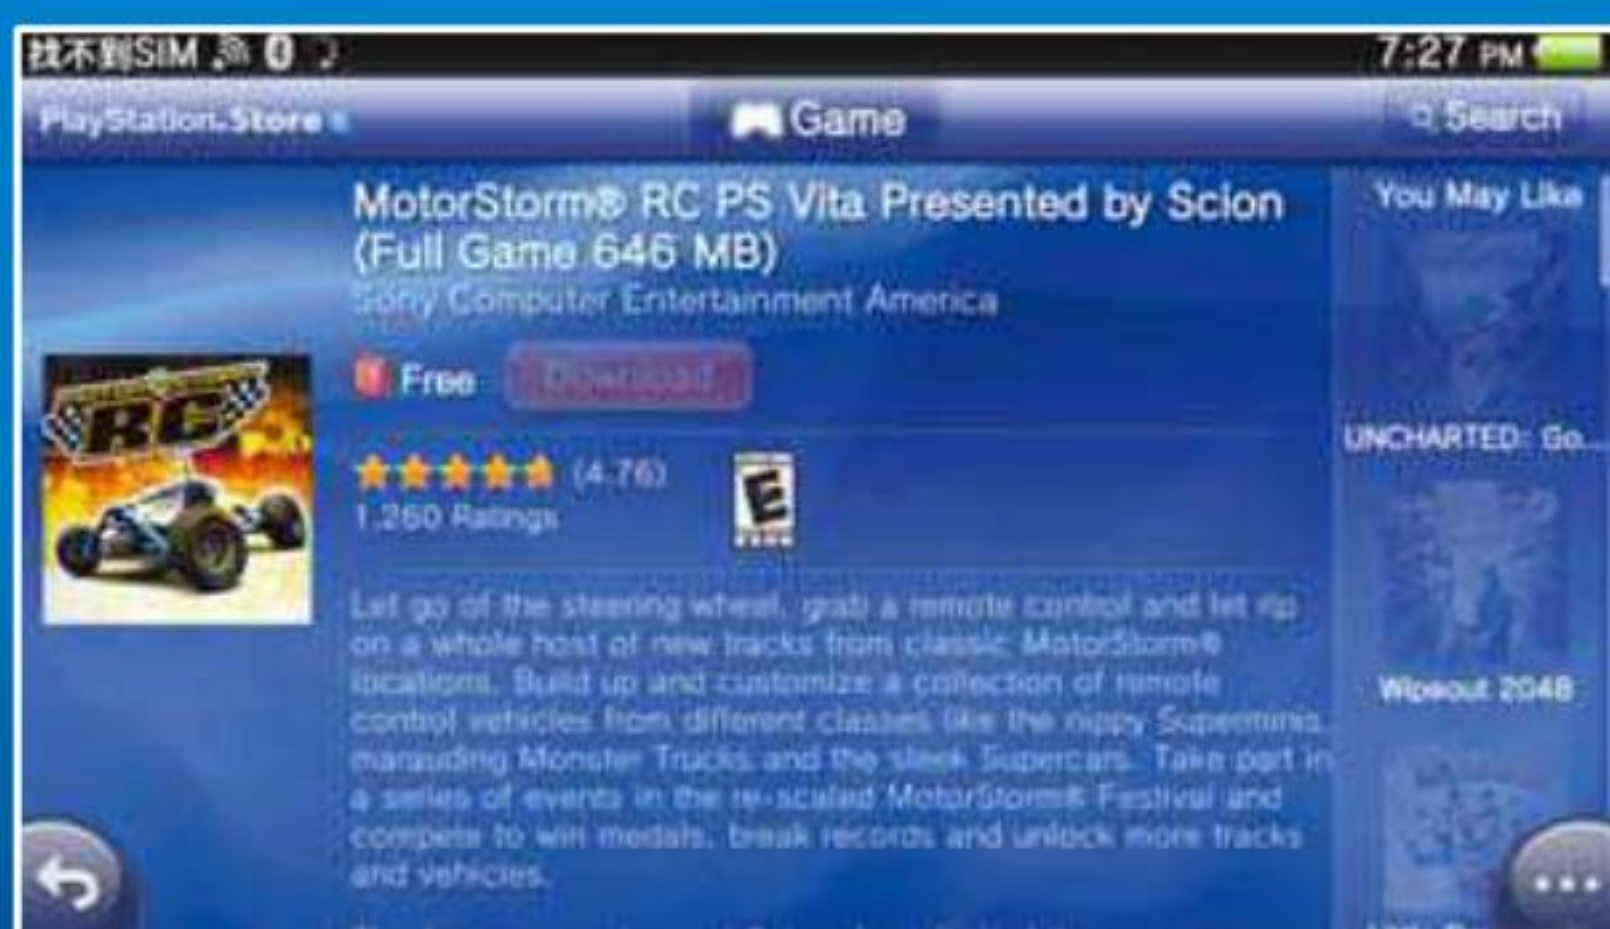 找不到SIM
7:27 PM
PlayStation.Store
Game
Search
MotorStorm® RC PS Vita Presented by Scion
(Full Game 646 MB)
Sony Computer Entertainment America
Free
Download
(4.76)
1,260 Ratings
RC
E
Let go of the steering wheel, grab a remote control and let rip
on a whole host of new tracks from classic MotorStorm®
locations. Build up and customize a collection of remote
control vehicles from different classes like the nippy Superminis,
marauding Monster Trucks and the sleek Supercars. Take part in
a series of events in the re-scaled MotorStorm® Festival and
compete to win medals, break records and unlock more tracks
and vehicles.
You May Like
UNCHARTED: Go...
Wipeout 2048